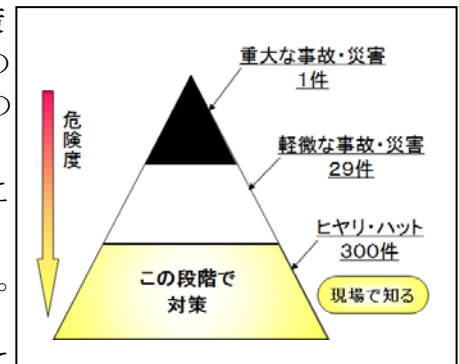 重大な事故・災害
1件
危険度
軽微な事故・災害
29件
ヒヤリ・ハット
300件
この段階で
対策
現場で知る
の
の
。